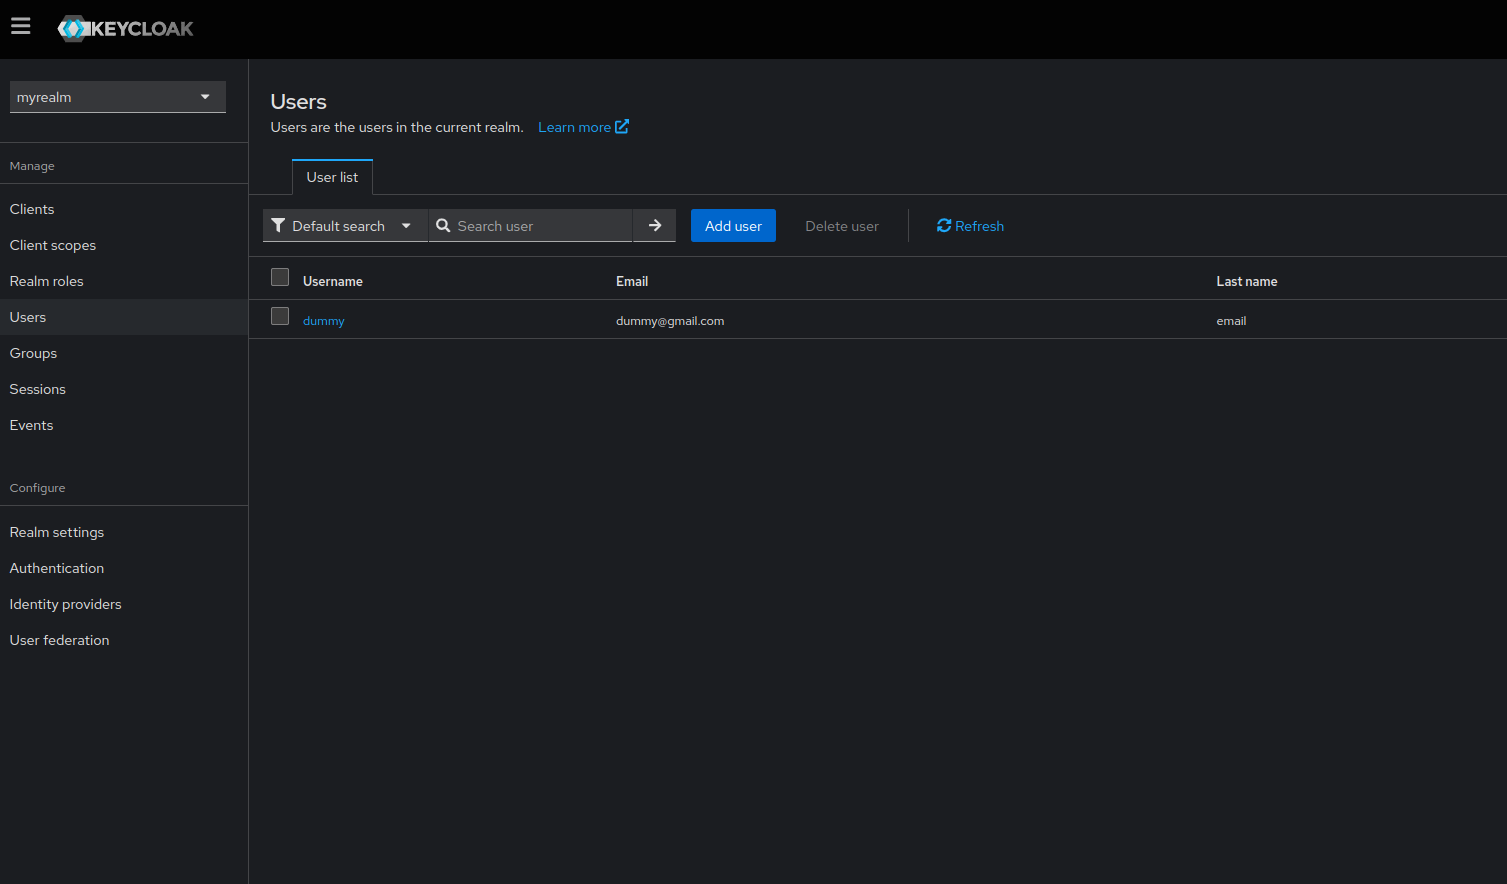 KEYCLOAK
myrealm
Manage
Clients
Client scopes
Realm roles
Users
Groups
Sessions
Events
Configure
Realm settings
Authentication
Identity providers
User federation
Users
Users are the users in the current realm. Learn more
User list
Default search Search user Add user Delete user Refresh
Username Email Last name
dummy dummy@gmail.com email